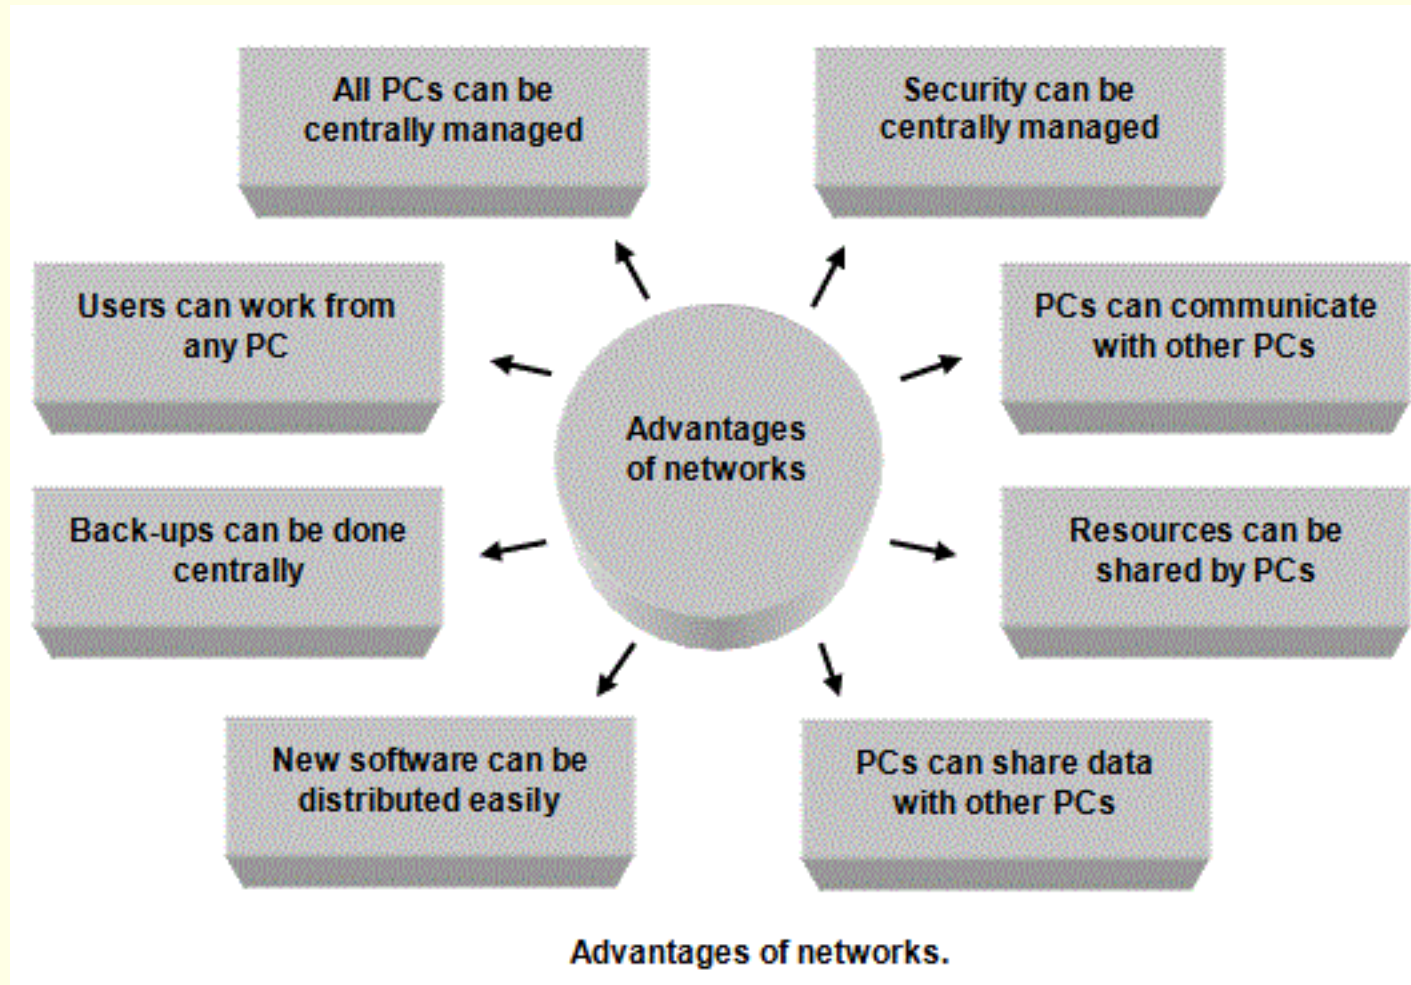 All PCs can be
centrally managed
Security can be
centrally managed
Users can work from
any PC
PCs can communicate
with other PCs
Advantages
of networks
Back-ups can be done
centrally
Resources can be
shared by PCs
New software can be
distributed easily
PCs can share data
with other PCs
Advantages of networks.